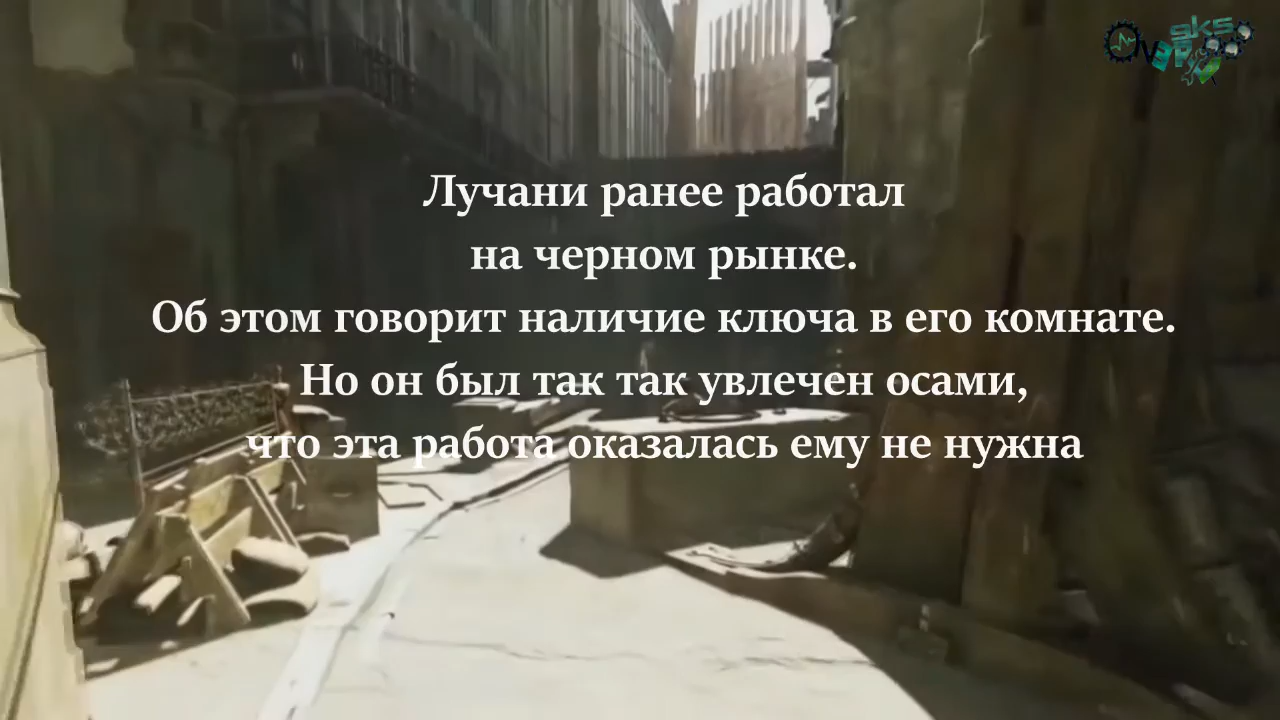 Лучани ранее работал
на черном рынке.
Об этом говорит наличие ключа в его комнате.
Но он был так так увлечен осами,
что эта работа оказалась ему не нужна